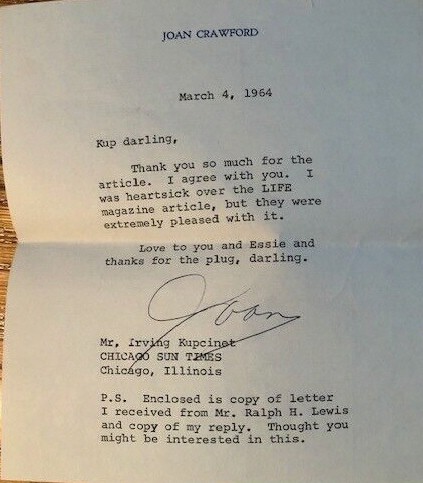 JOAN CRAWFORD
March 4, 1964
Kup darling,
Thank you so much for the
article. I agree with you. I
was heartsick over the LIFE
magazine article, but they were
extremely pleased with it.
Love to you and Essie and
thanks for the plug, darling.
Joan
Mr. Irving Kupcinet
CHICAGO SUN TIMES
Chicago, Illinois
P.S. Enclosed is copy of letter
I received from Mr. Ralph H. Lewis
and copy of my reply. Thought you
might be interested in this.